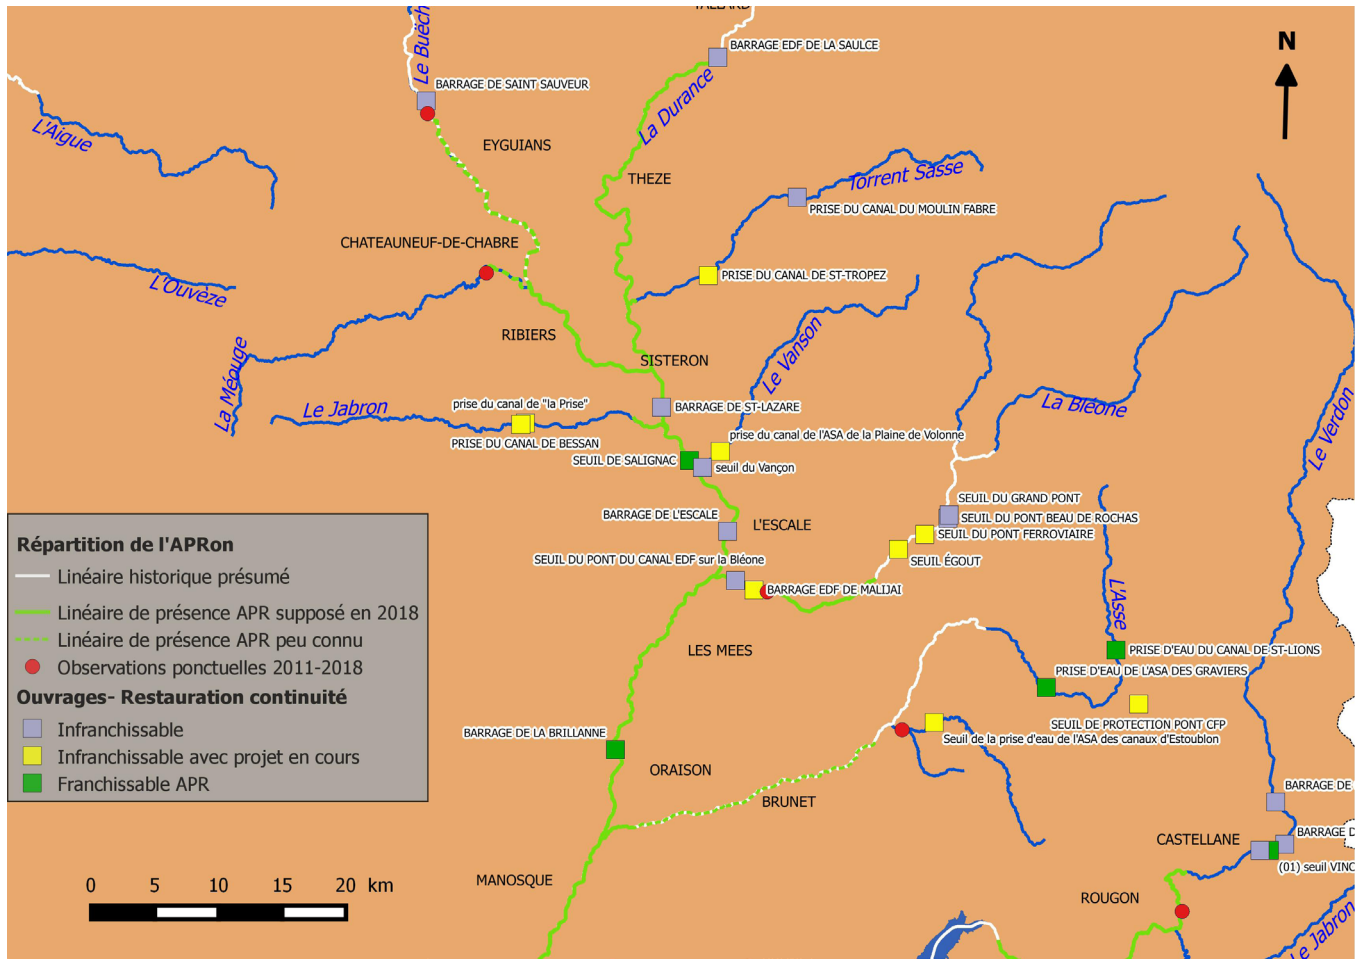 TALLARD
BARRAGE EDF DE LA SAULCE
N
Le Buëch
BARRAGE DE SAINT SAUVEUR
La Durance
L'Aigue
EYGUIANS
THEZE
Torrent Sasse
PRISE DU CANAL DU MOULIN FABRE
CHATEAUNEUF-DE-CHABRE
PRISE DU CANAL DE ST-TROPEZ
L'Ouvèze
RIBIERS
SISTERON
Le Vanson
La Méouge
Le Jabron
prise du canal de "la Prise"
BARRAGE DE ST-LAZARE
La Bléone
Le Verdon
PRISE DU CANAL DE BESSAN
prise du canal de l'ASA de la Plaine de Volonne
SEUIL DE SALIGNAC
seuil du Vançon
SEUIL DU GRAND PONT
BARRAGE DE L'ESCALE
L'ESCALE
SEUIL DU PONT BEAU DE ROCHAS
SEUIL DU PONT FERROVIAIRE
SEUIL DU PONT DU CANAL EDF sur la Bléone
SEUIL ÉGOUT
BARRAGE EDF DE MALIJAI
L'Asse
LES MEES
PRISE D'EAU DU CANAL DE ST-LIONS
PRISE D'EAU DE L'ASA DES GRAVIERS
SEUIL DE PROTECTION PONT CFP
Seuil de la prise d'eau de l'ASA des canaux d'Estoublon
BARRAGE DE LA BRILLANNE
ORAISON
BRUNET
BARRAGE DE
BARRAGE D
CASTELLANE
(01) seuil VINC
MANOSQUE
ROUGON
Le Jabron
Répartition de l'APRon
Linéaire historique présumé
Linéaire de présence APR supposé en 2018
Linéaire de présence APR peu connu
Observations ponctuelles 2011-2018
Ouvrages- Restauration continuité
Infranchissable
Infranchissable avec projet en cours
Franchissable APR
0 5 10 15 20 km